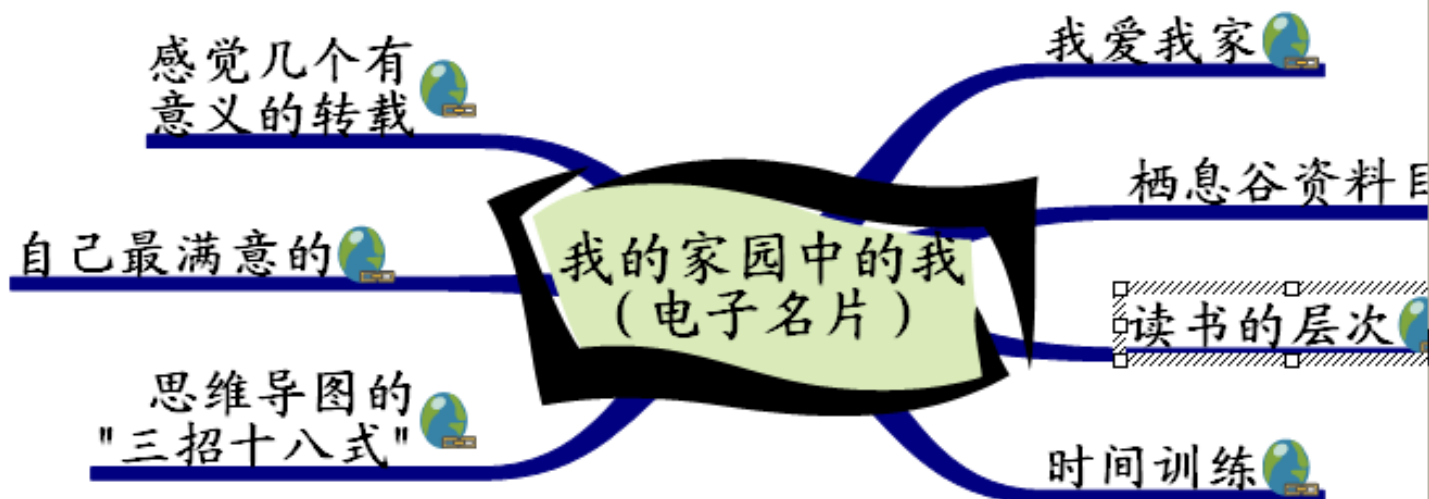 感觉几个有
意义的转载
自己最满意的
思维导图的
"三招十八式"
我的家园中的我
(电子名片)
我爱我家
栖息谷资料目
读书的层次
时间训练